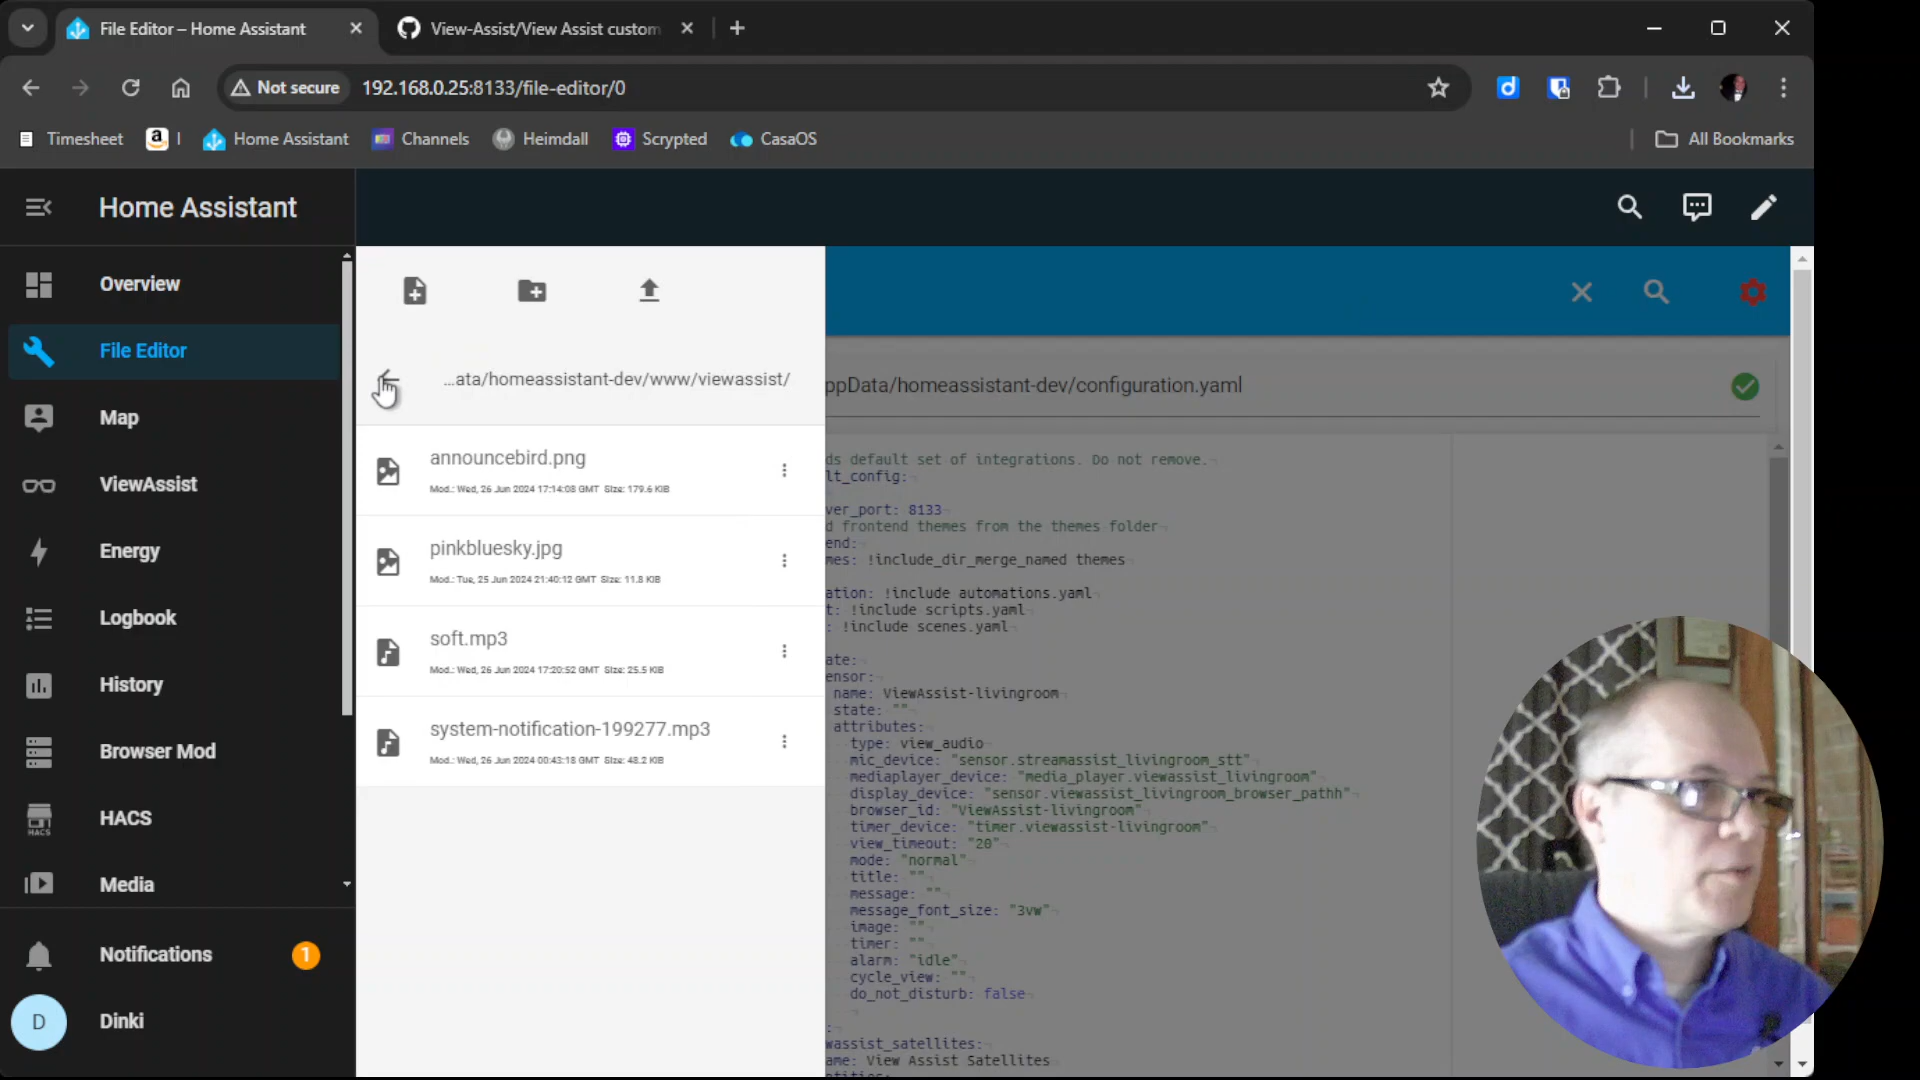 File Editor – Home Assistant
View-Assist/View Assist custom
Not secure
192.168.0.25:8133/file-editor/0
Timesheet
I
Home Assistant
Channels
Heimdall
Scrypted
CasaOS
All Bookmarks
Home Assistant
Overview
File Editor
Map
ViewAssist
Energy
Logbook
History
Browser Mod
HACS
HACS
Media
Notifications
1
D
Dinki
...ata/homeassistant-dev/www/viewassist/
announcebird.png
Mod.: Wed, 26 Jun 2024 17:14:08 GMT Size: 179.6 KiB
pinkbluesky.jpg
Mod.: Tue, 25 Jun 2024 21:40:12 GMT Size: 11.8 KiB
soft.mp3
Mod.: Wed, 26 Jun 2024 17:20:52 GMT Size: 25.5 KiB
system-notification-199277.mp3
Mod.: Wed, 26 Jun 2024 00:43:18 GMT Size: 48.2 KiB
ppData/homeassistant-dev/configuration.yaml
ds default set of integrations. Do not remove.
lt_config:
ver_port: 8133
d frontend themes from the themes folder
end:
mes: !include_dir_merge_named themes
ation: !include automations.yaml
t: !include scripts.yaml
: !include scenes.yaml
ate:
ensor:
name: ViewAssist-livingroom
state: ""
attributes:
type: view_audio
mic_device: "sensor.streamassist_livingroom_stt"
mediaplayer_device: "media_player.viewassist_livingroom"
display_device: "sensor.viewassist_livingroom_browser_pathh"
browser_id: "ViewAssist-livingroom"
timer_device: "timer.viewassist-livingroom"
view_timeout: "20"
mode: "normal"
title: ""
message: ""
message_font_size: "3vw"
image: ""
timer: ""
alarm: "idle"
cycle_view: ""
do_not_disturb: false
:
wassist_satellites:
ame: View Assist Satellites